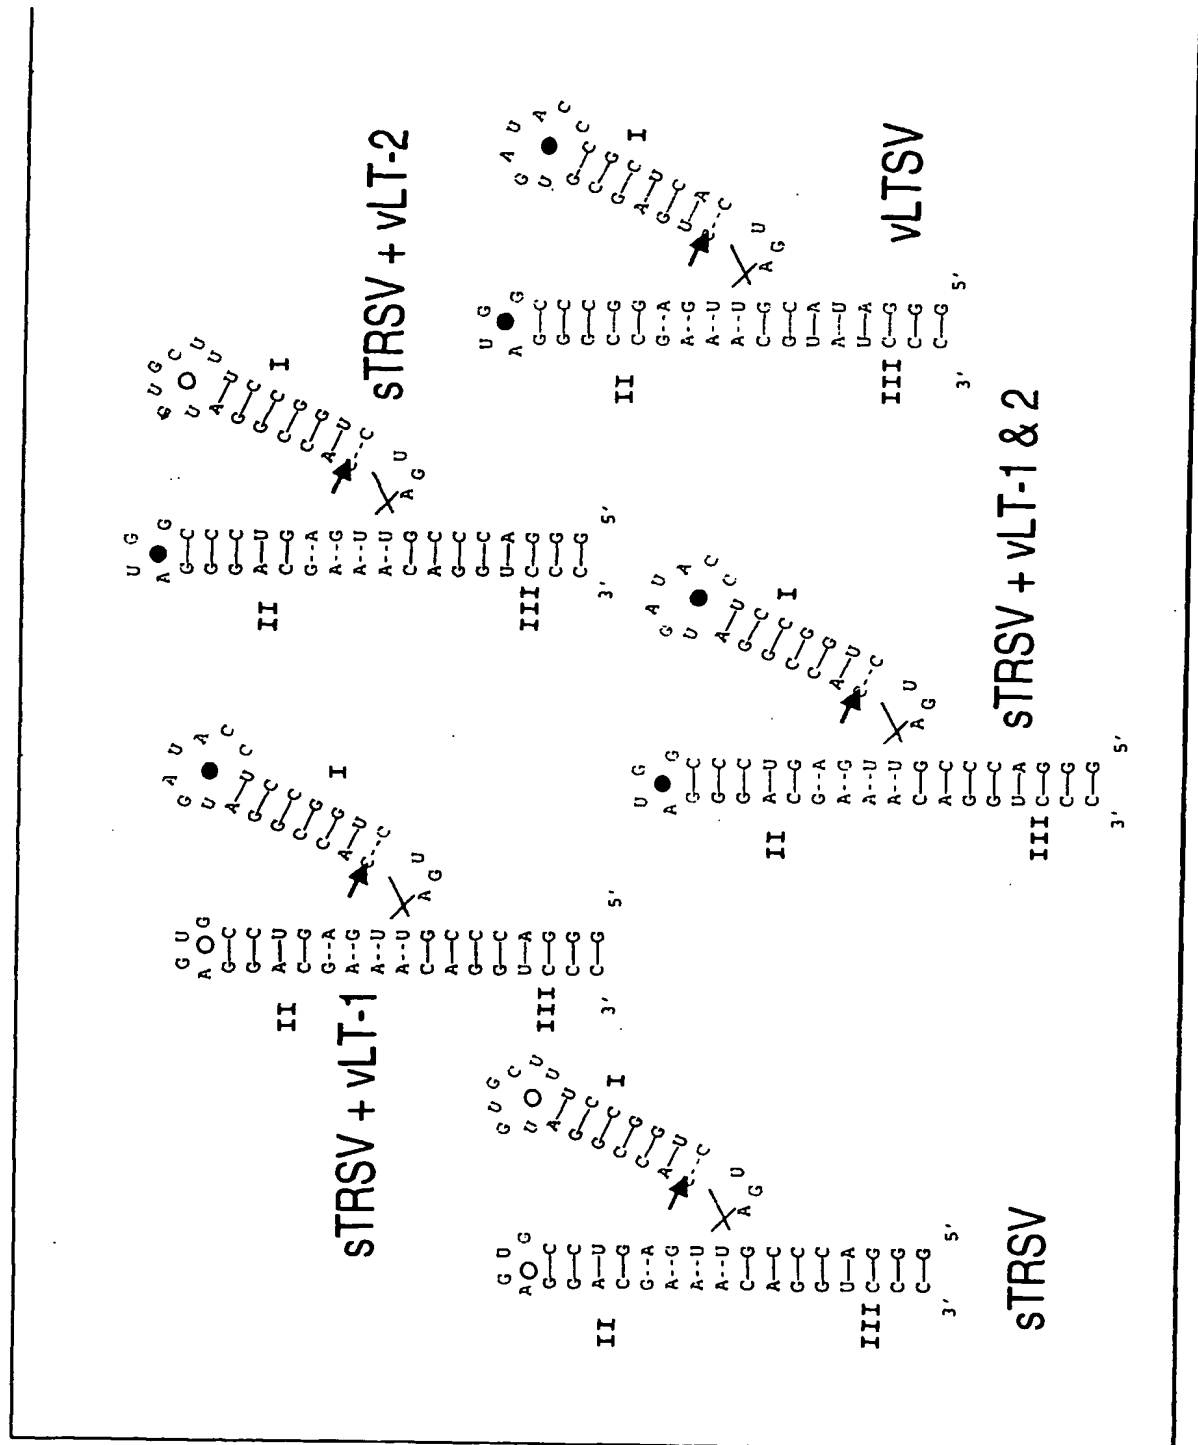 sTRSV + vLT-1
G U
A G
G—C
G—C
A—U
C—G
G--A
A--G
A--U
A--U
C—G
A—C
G—C
G—C
U—A
C—G
C—G
C—G
3' 5'
II
III
U G A U A C C
A—U
G—C
G—C
C—G
C—G
A—U
C--C
A G U
I
sTRSV + vLT-2
U G
A G
G—C
G—C
G—C
A—U
C—G
G--A
A--G
A--U
A--U
C—G
A—C
G—C
G—C
U—A
C—G
C—G
C—G
3' 5'
II
III
U G U G C U U
A—U
G—C
G—C
C—G
C—G
A—U
C--C
A G U
I
sTRSV
G U
A G
G—C
G—C
A—U
C—G
G--A
A--G
A--U
A--U
C—G
A—C
G—C
G—C
U—A
C—G
C—G
C—G
3' 5'
II
III
U G U G C U U
A—U
G—C
G—C
C—G
C—G
A—U
C--C
A G U
I
sTRSV + vLT-1 & 2
U G
A G
G—C
G—C
G—C
A—U
C—G
G--A
A--G
A--U
A--U
C—G
A—C
G—C
G—C
U—A
C—G
C—G
C—G
3' 5'
II
III
U G A U A C C
A—U
G—C
G—C
C—G
C—G
A—U
C--C
A G U
I
vLTSV
U G
A G
G—C
G—C
G—C
C—G
C—G
G--A
A--G
A--U
A--U
C—G
G—C
U—A
A—U
U—A
C—G
C—G
C—G
3' 5'
II
III
U G A U A C C
G—C
C—G
G—C
A—U
G—C
U—A
C--C
A G U
I